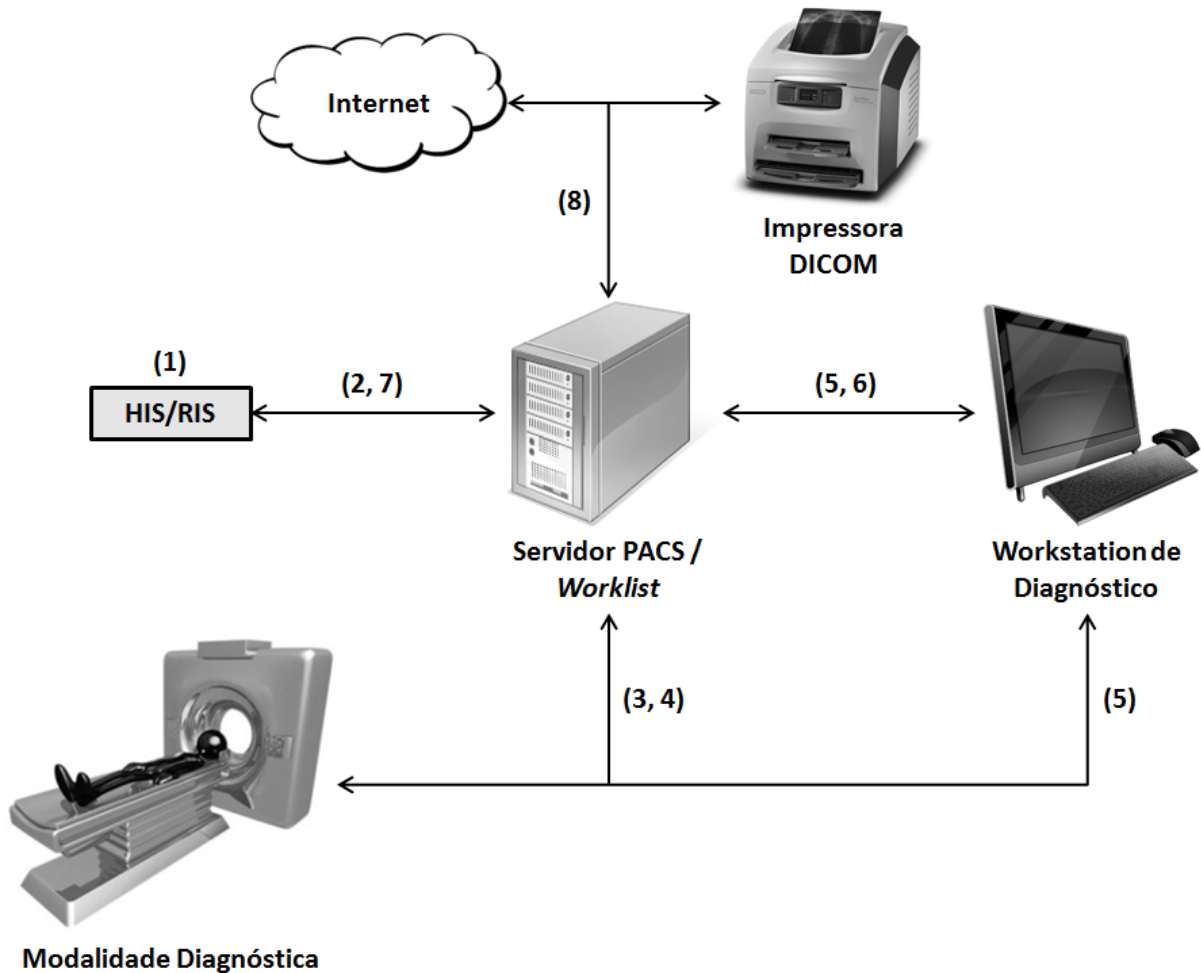 Internet
(8)
Impressora
DICOM
(1)
HIS/RIS
(2, 7)
(5, 6)
Servidor PACS /
Worklist
Workstation de
Diagnóstico
(3, 4)
(5)
Modalidade Diagnóstica